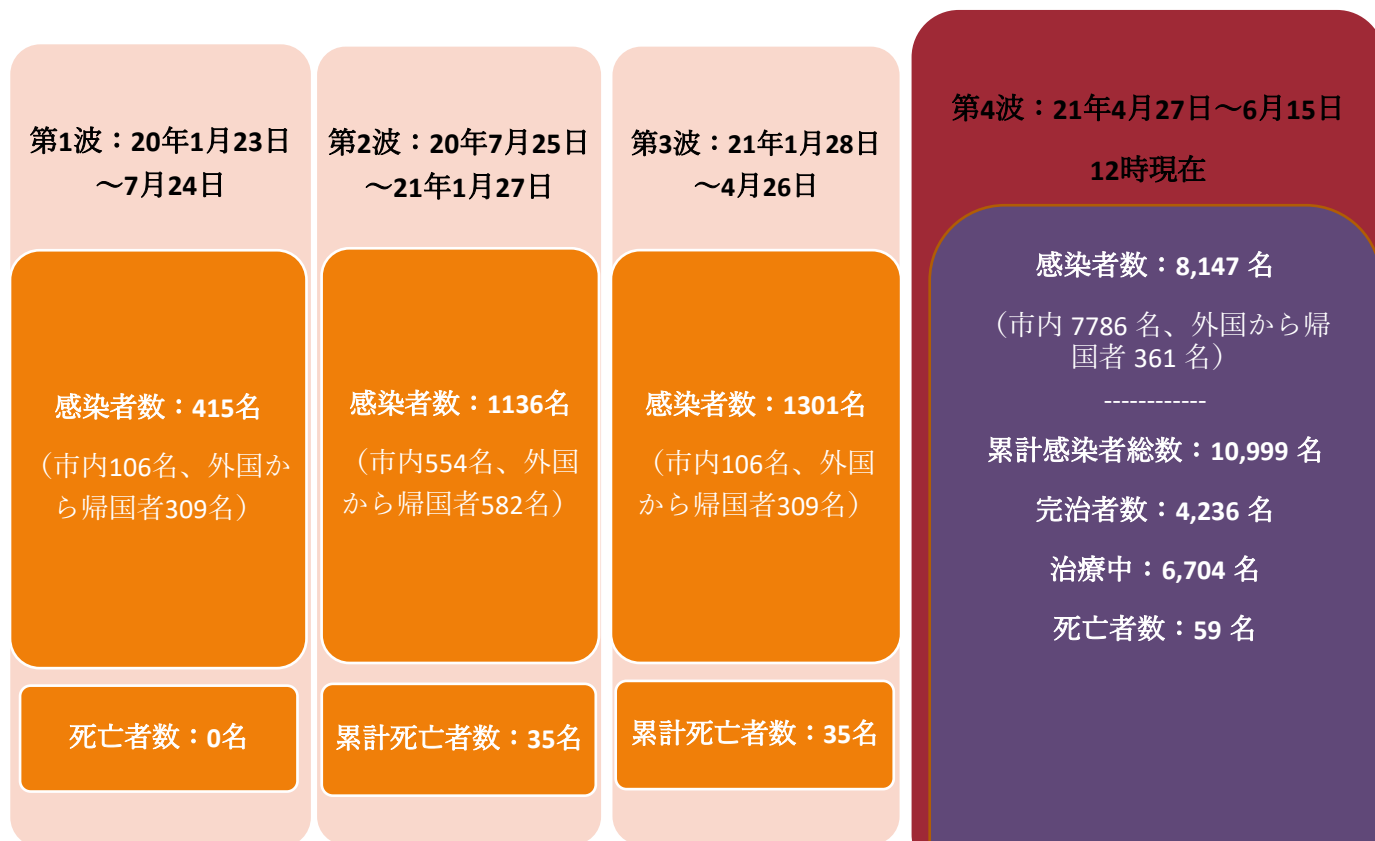 第1波：20年1月23日
～7月24日
感染者数：415名
（市内106名、外国か
ら帰国者309名）
死亡者数：0名
第2波：20年7月25日
～21年1月27日
感染者数：1136名
（市内554名、外国
から帰国者582名）
累計死亡者数：35名
第3波：21年1月28日
～4月26日
感染者数：1301名
（市内106名、外国
から帰国者309名）
累計死亡者数：35名
第4波：21年4月27日～6月15日
12時現在
感染者数：8,147 名
（市内 7786 名、外国から帰
国者 361 名）
------------
累計感染者総数：10,999 名
完治者数：4,236 名
治療中：6,704 名
死亡者数：59 名